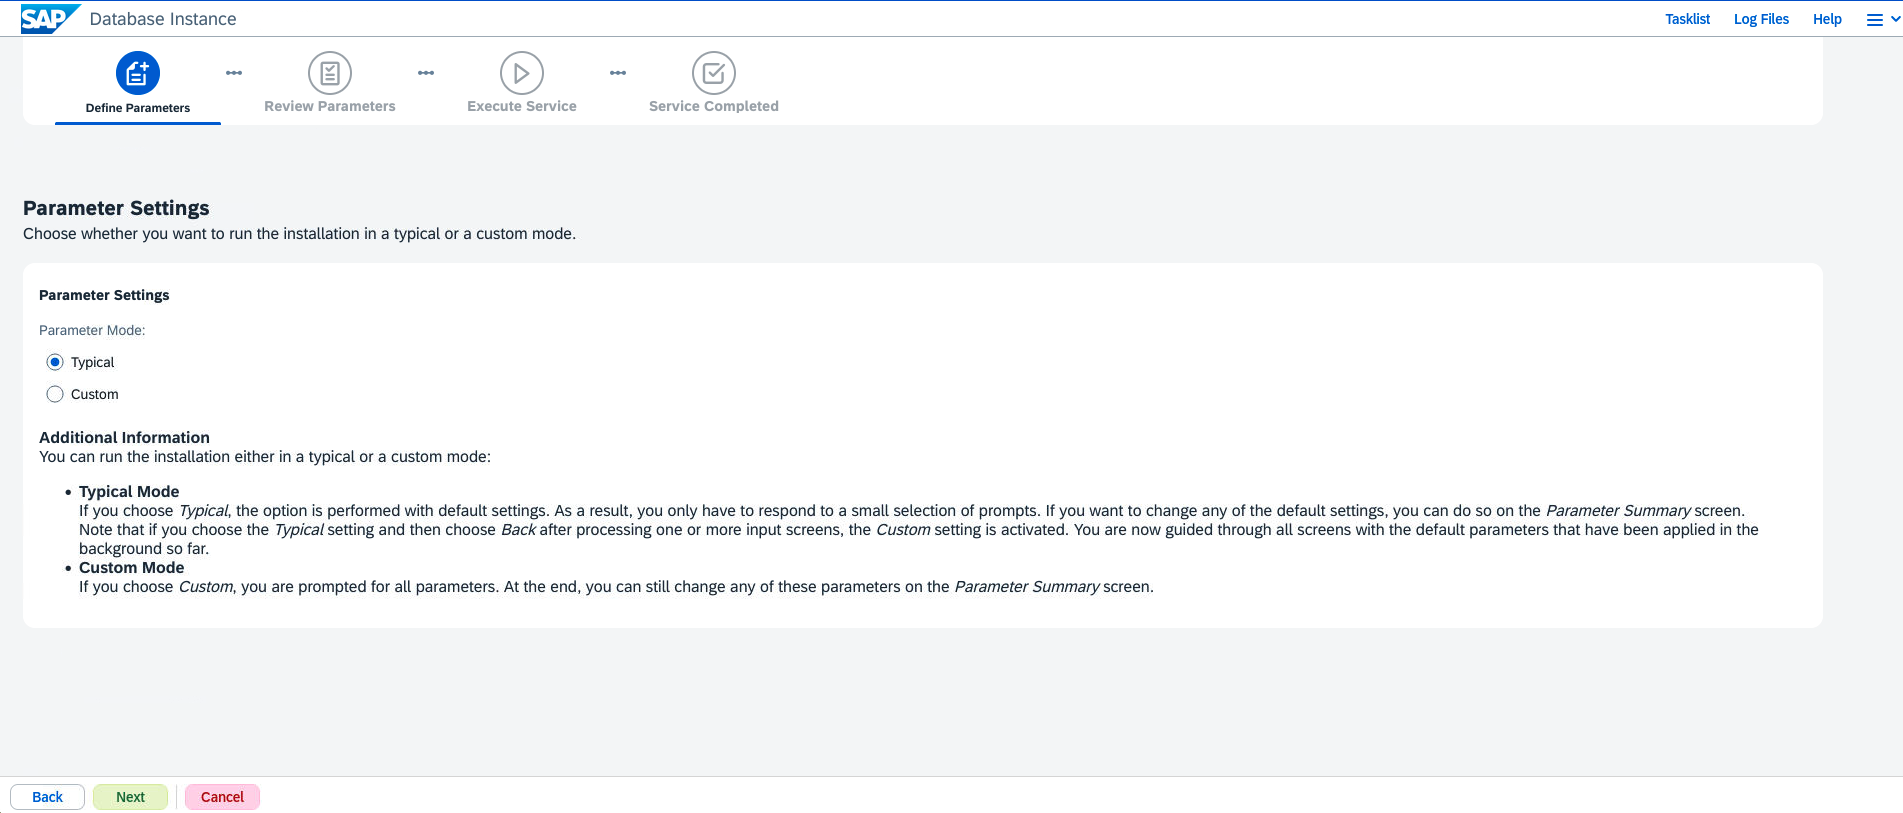 SAP Database Instance Tasklist Log Files Help
Define Parameters Review Parameters Execute Service Service Completed
Parameter Settings
Choose whether you want to run the installation in a typical or a custom mode.
Parameter Settings
Parameter Mode:
Typical
Custom
Additional Information
You can run the installation either in a typical or a custom mode:
• Typical Mode
If you choose Typical, the option is performed with default settings. As a result, you only have to respond to a small selection of prompts. If you want to change any of the default settings, you can do so on the Parameter Summary screen.
Note that if you choose the Typical setting and then choose Back after processing one or more input screens, the Custom setting is activated. You are now guided through all screens with the default parameters that have been applied in the
background so far.
• Custom Mode
If you choose Custom, you are prompted for all parameters. At the end, you can still change any of these parameters on the Parameter Summary screen.
Back Next Cancel